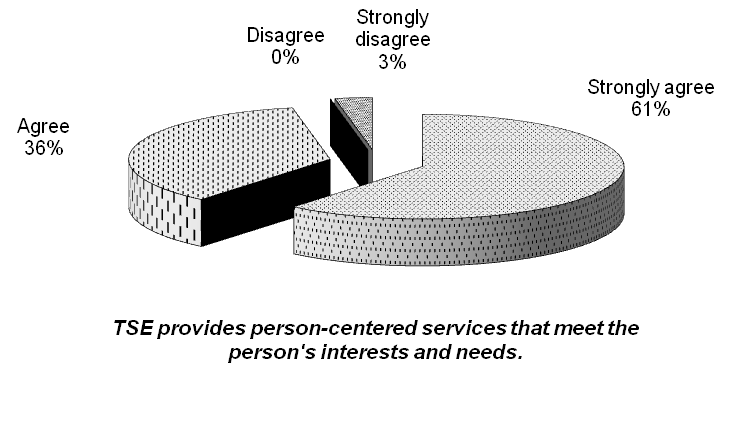 Strongly
disagree
3%
Disagree
0%
Strongly agree
61%
Agree
36%
TSE provides person-centered services that meet the
person's interests and needs.